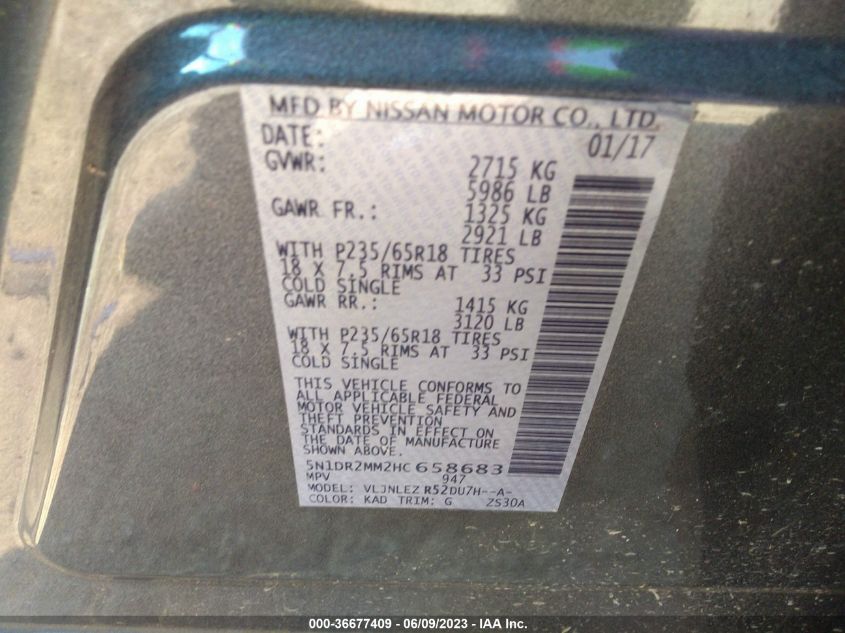 MFD BY NISSAN MOTOR CO., LTD.
DATE: 01/17
GVWR: 2715 KG
5986 LB
GAWR FR.: 1325 KG
2921 LB
WITH P235/65R18 TIRES
18 X 7.5 RIMS AT 33 PSI
COLD SINGLE
GAWR RR.: 1415 KG
3120 LB
WITH P235/65R18 TIRES
18 X 7.5 RIMS AT 33 PSI
COLD SINGLE
THIS VEHICLE CONFORMS TO
ALL APPLICABLE FEDERAL
MOTOR VEHICLE SAFETY AND
THEFT PREVENTION
STANDARDS IN EFFECT ON
THE DATE OF MANUFACTURE
SHOWN ABOVE.
5N1DR2MM2HC658683
MPV 947
MODEL: VLJNLEZ R52DU7H--A-
COLOR: KAD TRIM: G ZS30A
000-36677409 - 06/09/2023 - IAA Inc.